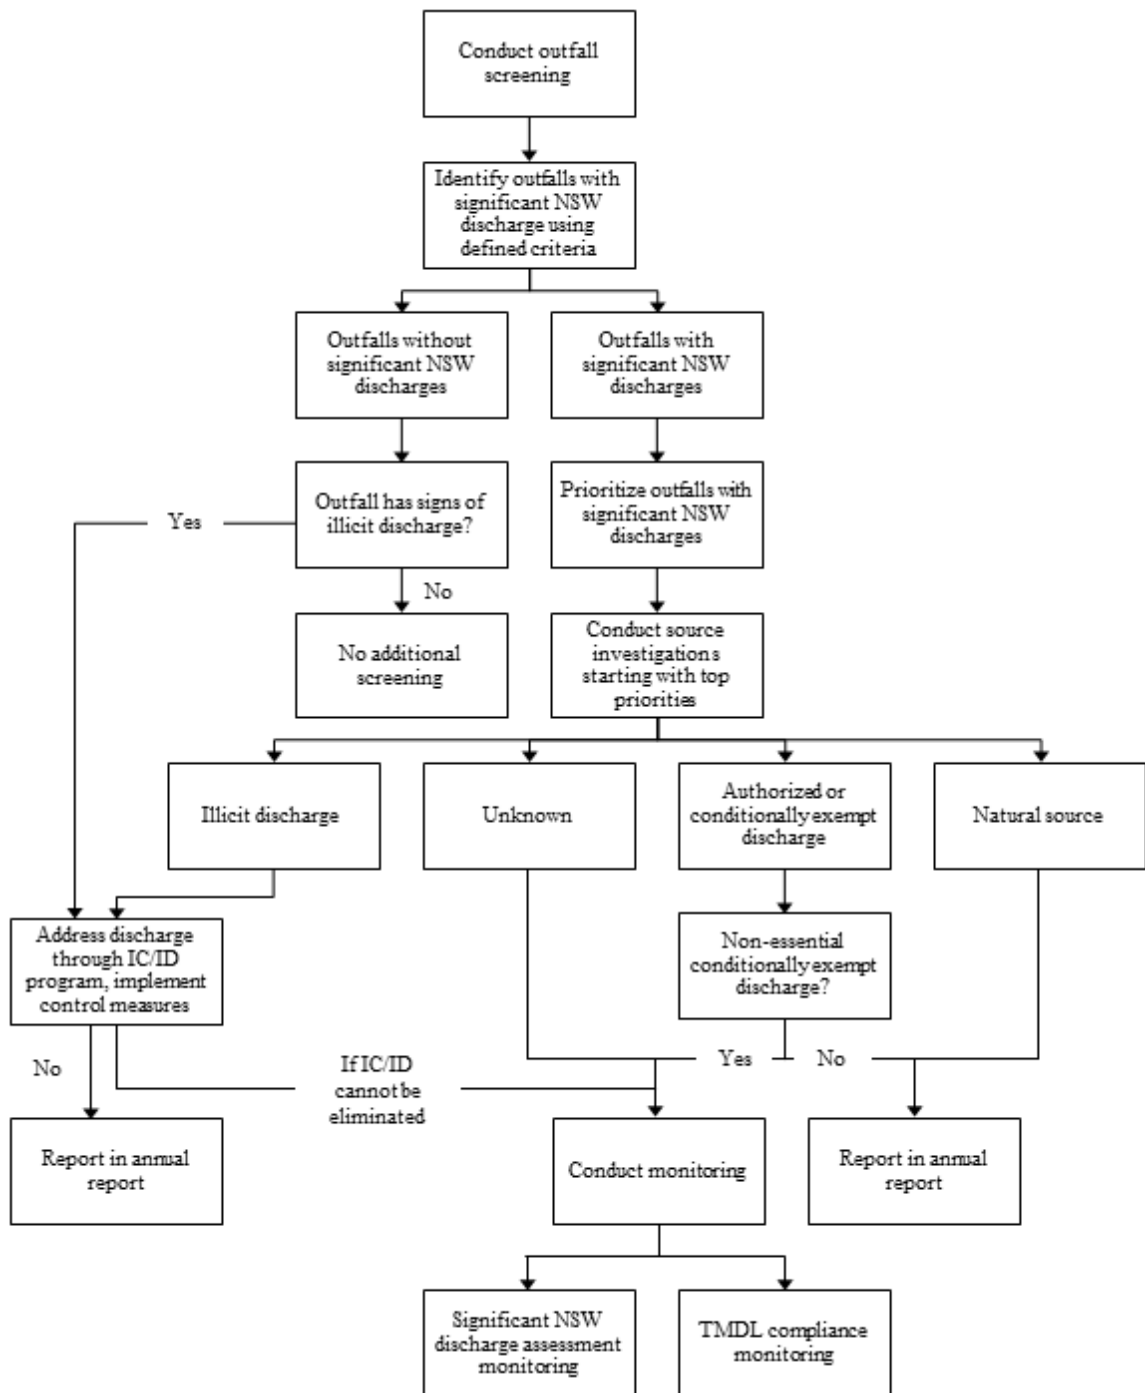 Conduct outfall
screening
Identify outfalls with
significant NSW
discharge using
defined criteria
Outfalls without
significant NSW
discharges
Outfalls with
significant NSW
discharges
Outfall has signs of
illicit discharge?
Prioritize outfalls with
significant NSW
discharges
Yes
No
No additional
screening
Conduct source
investigations
starting with top
priorities
Illicit discharge
Unknown
Authorized or
conditionally exempt
discharge
Natural source
Address discharge
through IC/ID
program, implement
control measures
Non-essential
conditionally exempt
discharge?
No
If IC/ID
cannot be
eliminated
Yes
No
Report in annual
report
Conduct monitoring
Report in annual
report
Significant NSW
discharge assessment
monitoring
TMDL compliance
monitoring